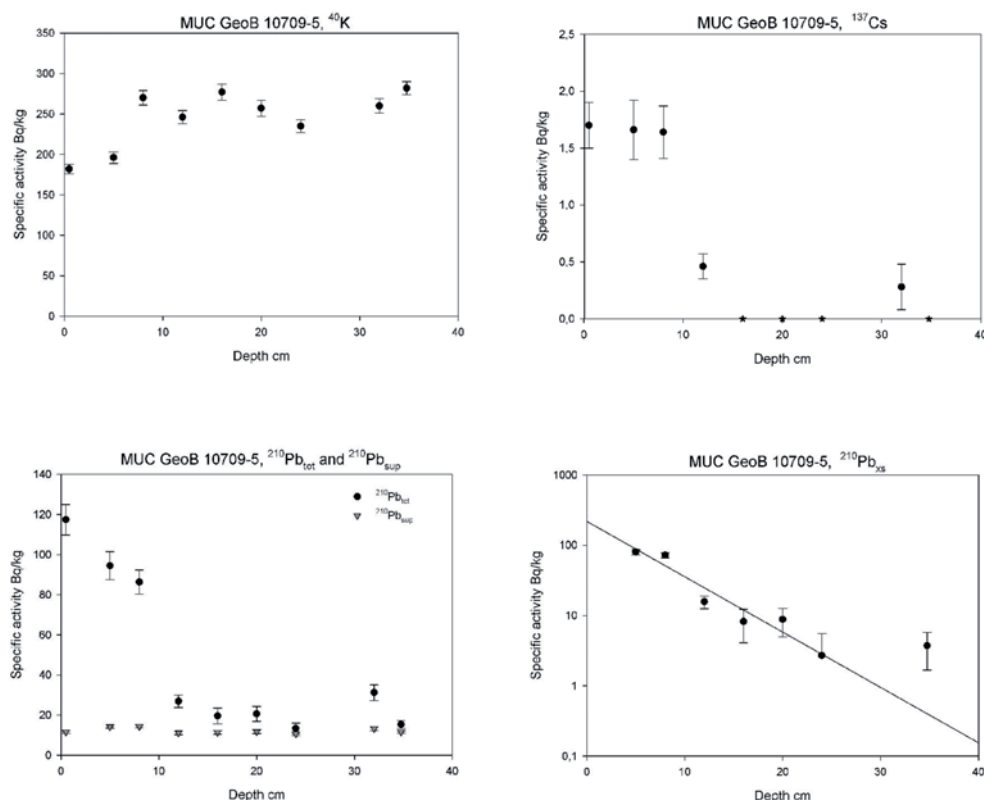 MUC GeoB 10709-5, ⁴⁰K
Specific activity Bq/kg
350
300
250
200
150
100
50
0
0 10 20 30 40
Depth cm
MUC GeoB 10709-5, ¹³⁷Cs
Specific activity Bq/kg
2,5
2,0
1,5
1,0
0,5
0,0
0 10 20 30 40
Depth cm
MUC GeoB 10709-5, ²¹⁰Pb_tot and ²¹⁰Pb_sup
²¹⁰Pb_tot
²¹⁰Pb_sup
Specific activity Bq/kg
140
120
100
80
60
40
20
0
0 10 20 30 40
Depth cm
MUC GeoB 10709-5, ²¹⁰Pb_xs
Specific activity Bq/kg
1000
100
10
1
0,1
0 10 20 30 40
Depth cm